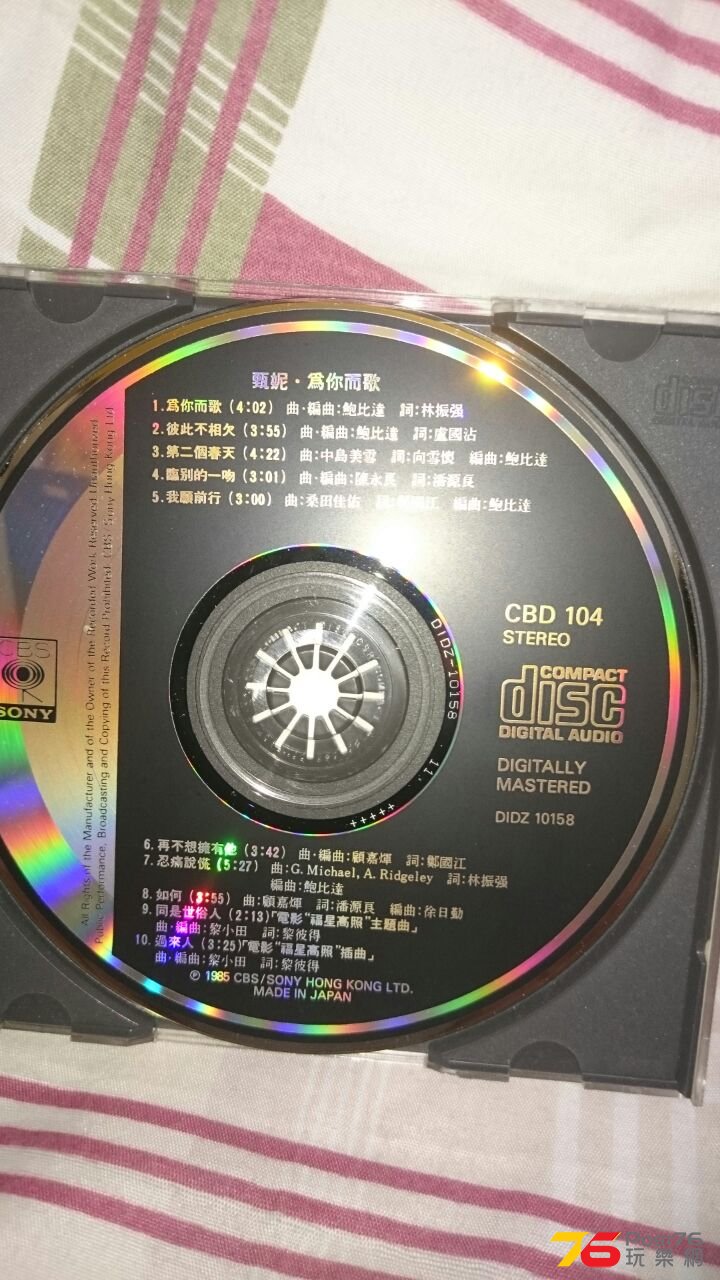 甄妮・為你而歌
1.為你而歌(4:02) 曲·編曲:鮑比達 詞:林振强
2.彼此不相欠(3:55) 曲·編曲:鮑比達 詞:盧國沾
3.第二個春天(4:22) 曲:中島美雪 詞:向雪懷 編曲:鮑比達
4.臨別的一吻(3:01) 曲·編曲:陳永良 詞:潘源良
5.我願前行(3:00) 曲:桑田佳佑 詞:國江 編曲:鮑比達
CBD 104
STEREO
COMPACT
disc
DIGITAL AUDIO
DIGITALLY
MASTERED
DIDZ 10158
DIDZ-10158
11
+++++
CBS
SONY
All Rights of the Manufacturer and of the Owner of the Recorded Work Reserved Unauthorized
Public Performance, Broadcasting and Copying of this Record Prohibited. CBS/Sony Hong Kong Ltd
6.再不想擁有他(3:42) 曲·編曲:顧嘉煇 詞:鄭國江
7.忍痛說慌(5:27) 曲:G. Michael, A. Ridgeley 詞:林振强
編曲:鮑比達
8.如何(3:55) 曲:顧嘉煇 詞:潘源良 編曲:徐日勤
9.同是世俗人(2:13)「電影“福星高照”主題曲」
曲·編曲:黎小田 詞:黎彼得
10.過來人(3:25)「電影“福星高照”插曲」
曲·編曲:黎小田 詞:黎彼得
℗ 1985 CBS/SONY HONG KONG LTD.
MADE IN JAPAN
disc
76
玩樂網